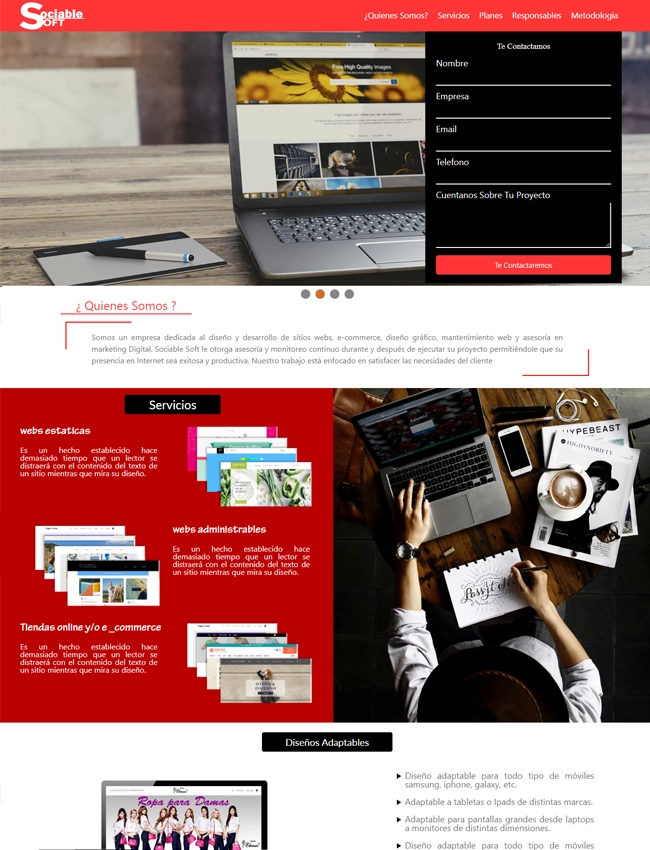 Sociable
SOFT
¿Quienes Somos? Servicios Planes Responsables Metodologia
Te Contactamos
Nombre
Empresa
Email
Telefono
Cuentanos Sobre Tu Proyecto
Te Contactaremos
Free High Quality Images
¿ Quienes Somos ?
Somos un empresa dedicada al diseño y desarrollo de sitios webs, e-commerce, diseño gráfico, mantenimiento web y asesoría en
marketing Digital. Sociable Soft le otorga asesoría y monitoreo continuo durante y después de ejecutar su proyecto permitiéndole que su
presencia en Internet sea exitosa y productiva. Nuestro trabajo está enfocado en satisfacer las necesidades del cliente
Servicios
webs estaticas
Es un hecho establecido hace
demasiado tiempo que un lector se
distraerá con el contenido del texto de
un sitio mientras que mira su diseño.
webs administrables
Es un hecho establecido hace
demasiado tiempo que un lector se
distraerá con el contenido del texto de
un sitio mientras que mira su diseño.
Tiendas online y/o e_commerce
Es un hecho establecido hace
demasiado tiempo que un lector se
distraerá con el contenido del texto de
un sitio mientras que mira su diseño.
HYPEBEAST
HIGHSNOBIETY
Diseños Adaptables
Ropa para Damas
Diseño adaptable para todo tipo de móviles
samsung, iphone, galaxy, etc.
Adaptable a tabletas o Ipads de distintas marcas.
Adaptable para pantallas grandes desde laptops
a monitores de distintas dimensiones.
Diseño adaptable para todo tipo de móviles